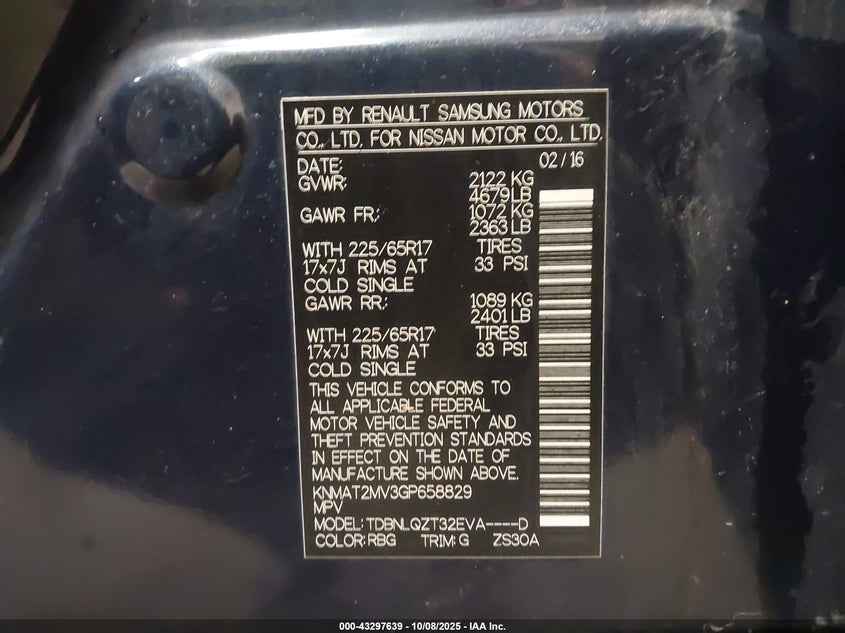 MFD BY RENAULT SAMSUNG MOTORS
CO., LTD. FOR NISSAN MOTOR CO., LTD.
DATE: 02/16
GVWR: 2122 KG
4679 LB
GAWR FR.: 1072 KG
2363 LB
WITH 225/65R17 TIRES
17x7J RIMS AT 33 PSI
COLD SINGLE
GAWR RR.: 1089 KG
2401 LB
WITH 225/65R17 TIRES
17x7J RIMS AT 33 PSI
COLD SINGLE
THIS VEHICLE CONFORMS TO
ALL APPLICABLE FEDERAL
MOTOR VEHICLE SAFETY AND
THEFT PREVENTION STANDARDS
IN EFFECT ON THE DATE OF
MANUFACTURE SHOWN ABOVE.
KNMAT2MV3GP658829
MPV
MODEL: TDBNLQZT32EVA----D
COLOR: RBG TRIM: G ZS30A
000-43297639 - 10/08/2025 - IAA Inc.